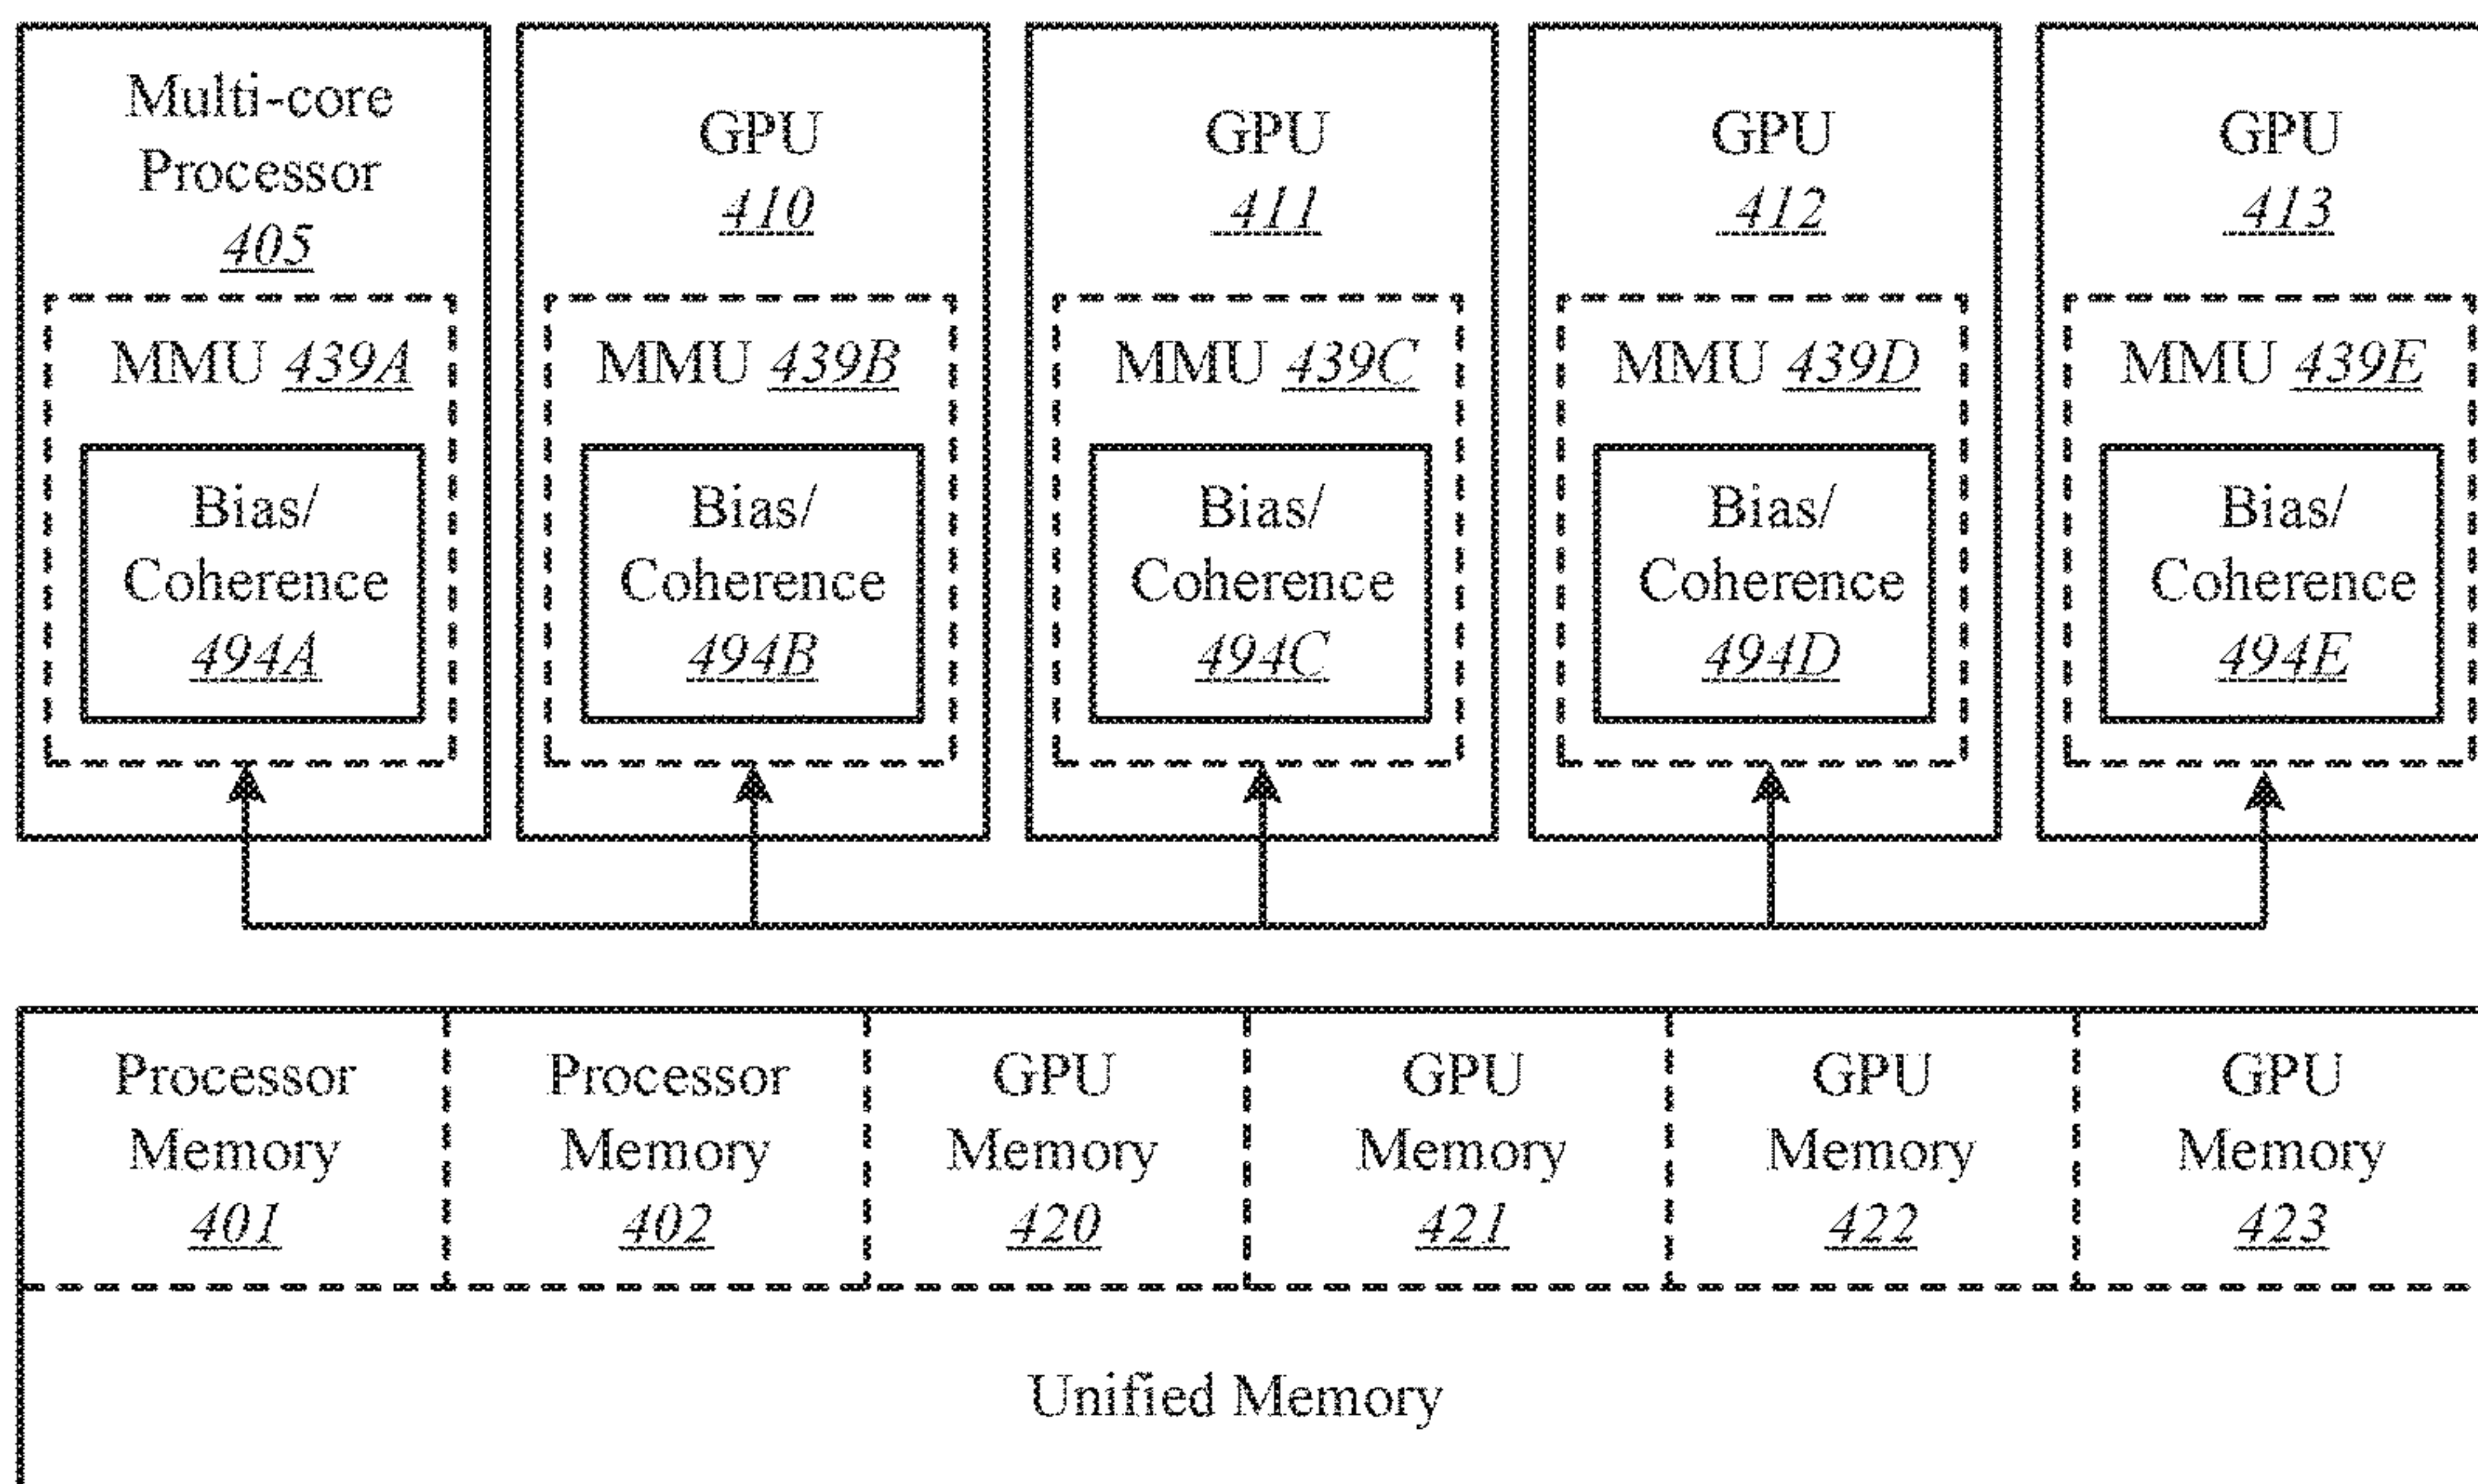 Multi-core
Processor
405
MMU 439A
Bias/
Coherence
494A
GPU
410
MMU 439B
Bias/
Coherence
494B
GPU
411
MMU 439C
Bias/
Coherence
494C
GPU
412
MMU 439D
Bias/
Coherence
494D
GPU
413
MMU 439E
Bias/
Coherence
494E
Processor
Memory
401
Processor
Memory
402
GPU
Memory
420
GPU
Memory
421
GPU
Memory
422
GPU
Memory
423
Unified Memory